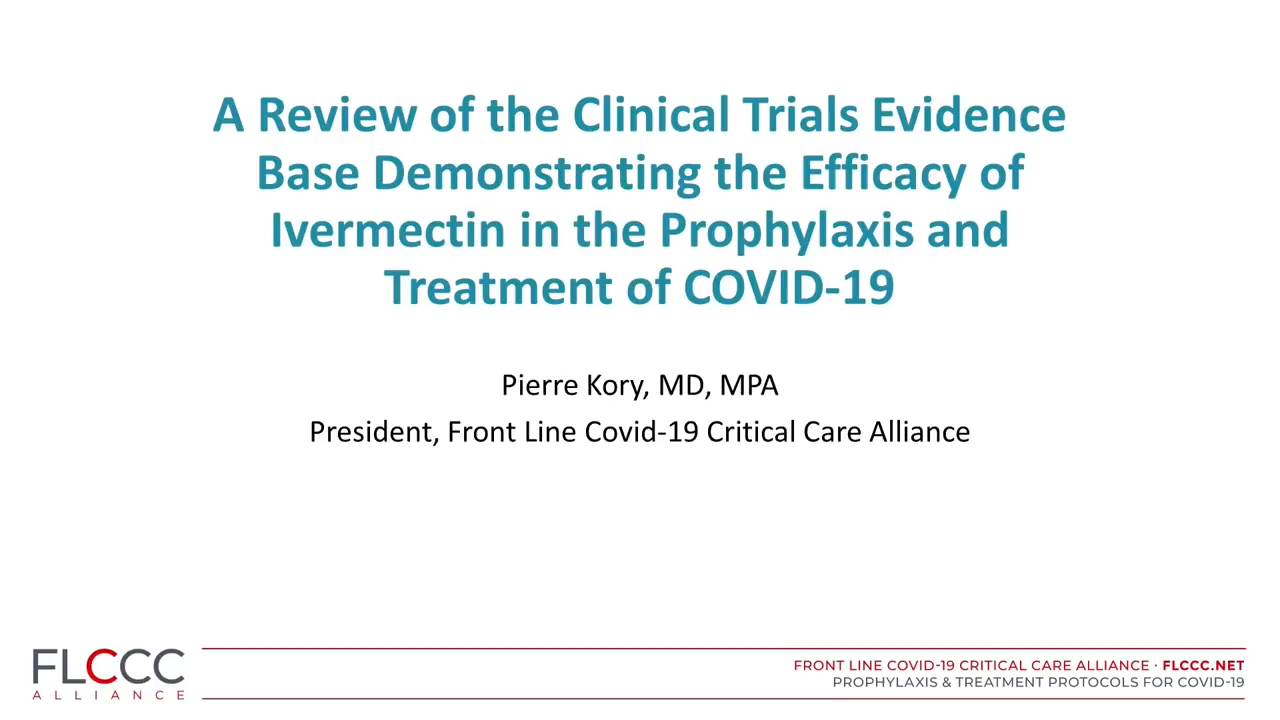 A Review of the Clinical Trials Evidence
Base Demonstrating the Efficacy of
Ivermectin in the Prophylaxis and
Treatment of COVID-19
Pierre Kory, MD, MPA
President, Front Line Covid-19 Critical Care Alliance
FLCCC
ALLIANCE
FRONT LINE COVID-19 CRITICAL CARE ALLIANCE · FLCCC.NET
PROPHYLAXIS & TREATMENT PROTOCOLS FOR COVID-19